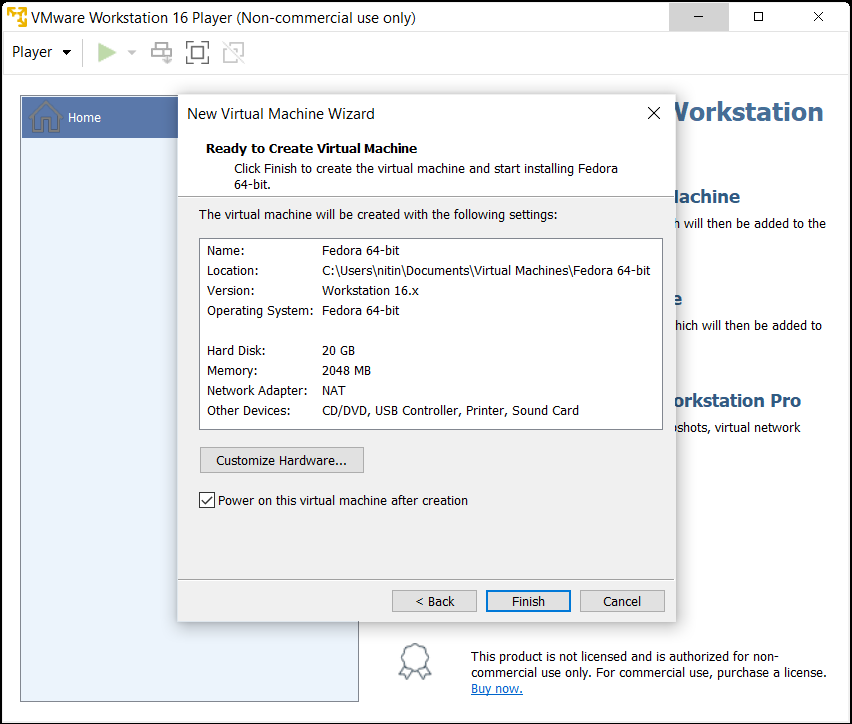 VMware Workstation 16 Player (Non-commercial use only)
Player
Home
New Virtual Machine Wizard
Ready to Create Virtual Machine
Click Finish to create the virtual machine and start installing Fedora
64-bit.
The virtual machine will be created with the following settings:
Name: Fedora 64-bit
Location: C:\Users\nitin\Documents\Virtual Machines\Fedora 64-bit
Version: Workstation 16.x
Operating System: Fedora 64-bit
Hard Disk: 20 GB
Memory: 2048 MB
Network Adapter: NAT
Other Devices: CD/DVD, USB Controller, Printer, Sound Card
Customize Hardware...
Power on this virtual machine after creation
< Back
Finish
Cancel
Workstation
achine
will then be added to the
e
hich will then be added to
orkstation Pro
shots, virtual network
This product is not licensed and is authorized for non-
commercial use only. For commercial use, purchase a license.
Buy now.